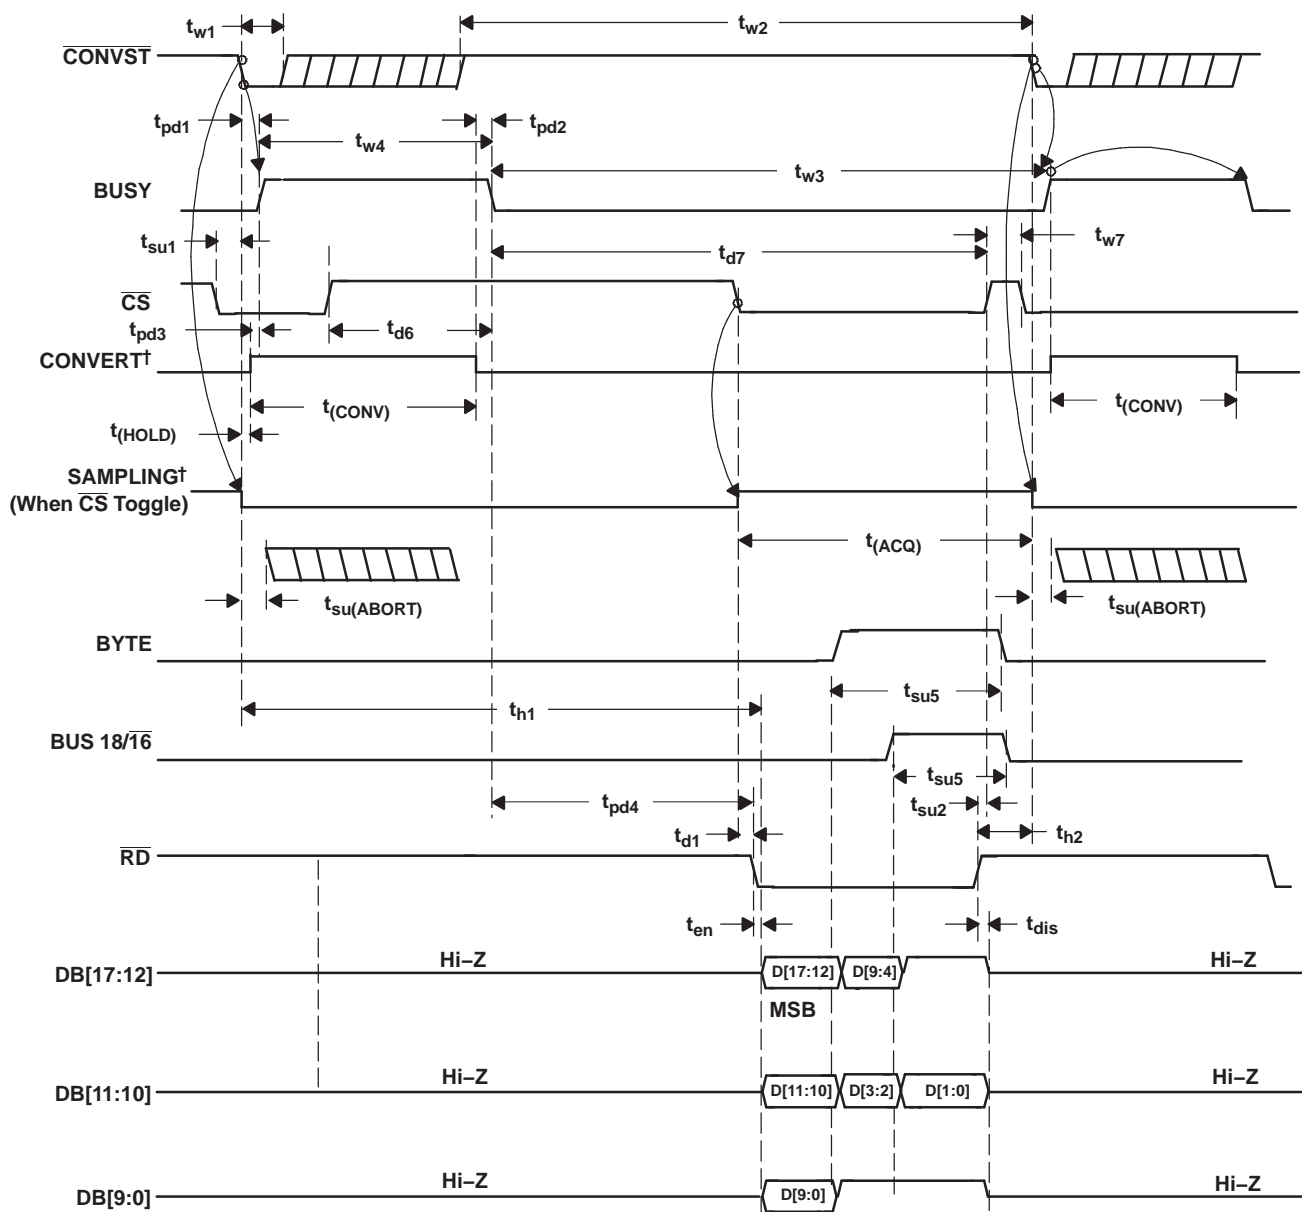 tw1
tw2
CONVST
tpd1
tw4
tpd2
tw3
BUSY
tsu1
td7
tw7
CS
tpd3
td6
CONVERT†
t(CONV)
t(CONV)
t(HOLD)
SAMPLING†
(When CS Toggle)
t(ACQ)
tsu(ABORT)
tsu(ABORT)
BYTE
tsu5
th1
BUS 18/16
tsu5
tpd4
tsu2
td1
th2
RD
ten
tdis
Hi–Z
Hi–Z
DB[17:12]
D[17:12]
D[9:4]
MSB
Hi–Z
Hi–Z
DB[11:10]
D[11:10]
D[3:2]
D[1:0]
Hi–Z
Hi–Z
DB[9:0]
D[9:0]